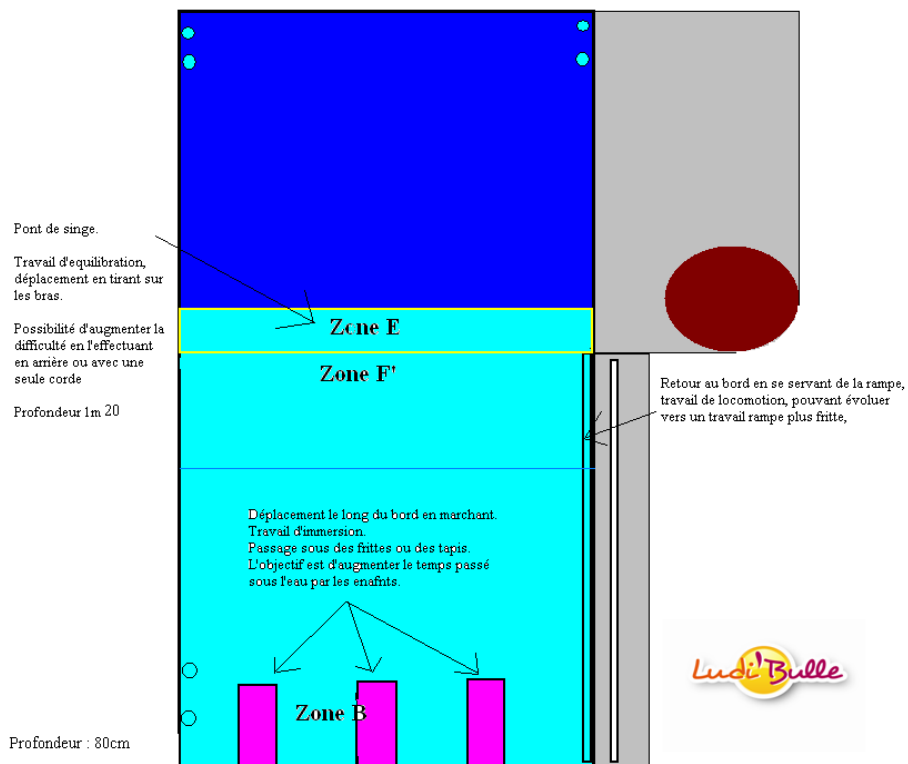 Pont de singe.
Travail d'equilibration,
déplacement en tirant sur
les bras.
Possibilité d'augmenter la
difficulté en l'effectuant
en arrière ou avec une
seule corde
Profondeur 1m 20
Zone E
Zone F'
Retour au bord en se servant de la rampe,
travail de locomotion, pouvant évoluer
vers un travail rampe plus fritte,
Déplacement le long du bord en marchant.
Travail d'immersion.
Passage sous des frittes ou des tapis.
L'objectif est d'augmenter le temps passé
sous l'eau par les enafnts.
Zone B
Ludi'Bulle
Profondeur : 80cm